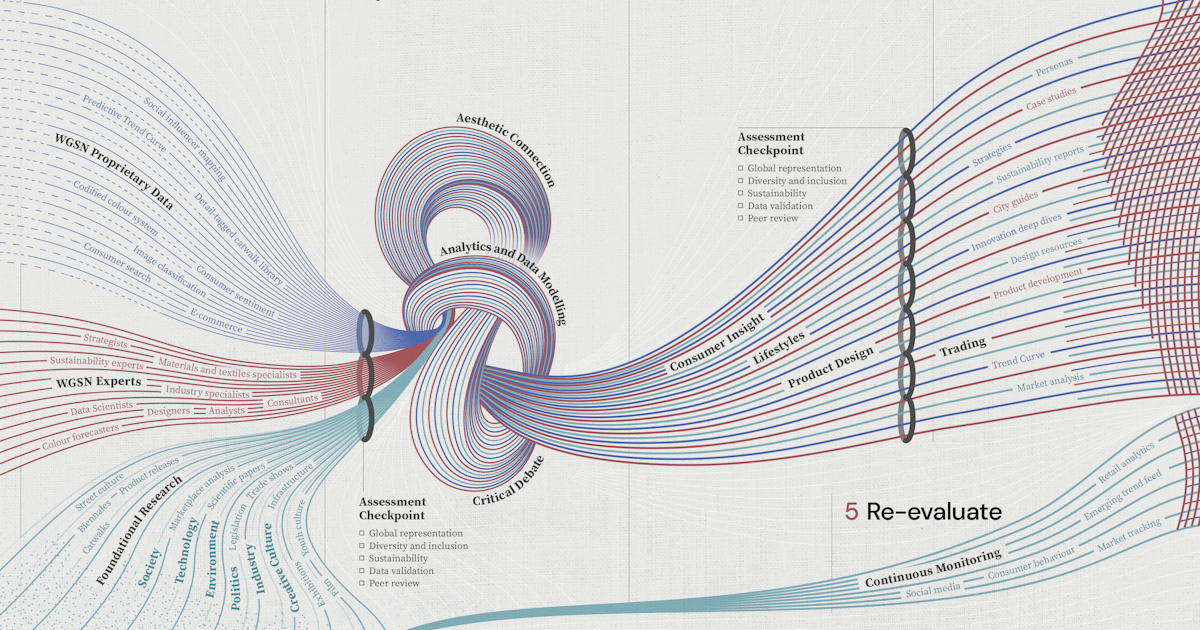 Social influencer mapping
Predictive Trend Curve
WGSN Proprietary Data
Detail-tagged catwalk library
Codified colour system
Image classification
Consumer sentiment
Consumer search
E-commerce
Strategists
Sustainability experts
Materials and textiles specialists
WGSN Experts
Industry specialists
Data Scientists
Designers
Analysts
Consultants
Colour forecasters
Street culture
Product releases
Biennales
Catwalks
Foundational Research
Marketplace analysis
Scientific papers
Trade shows
Infrastructure
Legislation
Youth culture
Society
Technology
Environment
Politics
Industry
Creative Culture
Exhibitions
Film
Assessment
Checkpoint
Global representation
Diversity and inclusion
Sustainability
Data validation
Peer review
Aesthetic Connection
Analytics and Data Modelling
Critical Debate
Assessment
Checkpoint
Global representation
Diversity and inclusion
Sustainability
Data validation
Peer review
Consumer Insight
Lifestyles
Product Design
Trading
Personas
Case studies
Strategies
Sustainability reports
City guides
Innovation deep dives
Design resources
Product development
Trend Curve
Market analysis
5 Re-evaluate
Continuous Monitoring
Retail analytics
Emerging trend feed
Market tracking
Consumer behaviour
Social media